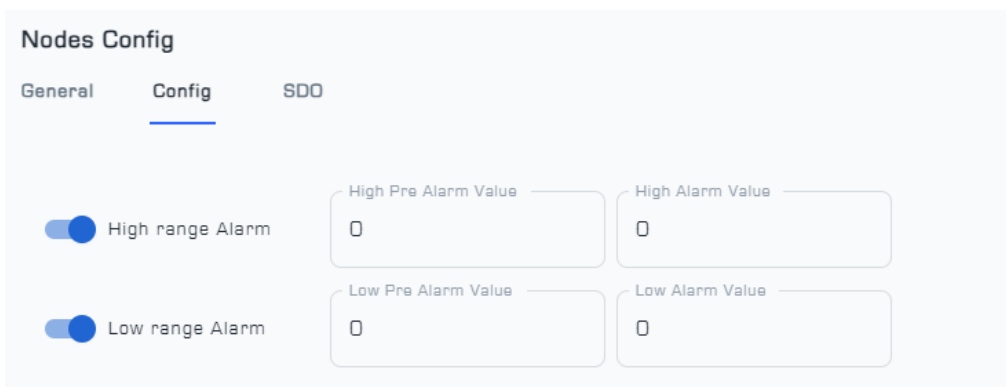 Nodes Config
General Config SDO
High Pre Alarm Value High Alarm Value
High range Alarm 0 0
Low Pre Alarm Value Low Alarm Value
Low range Alarm 0 0